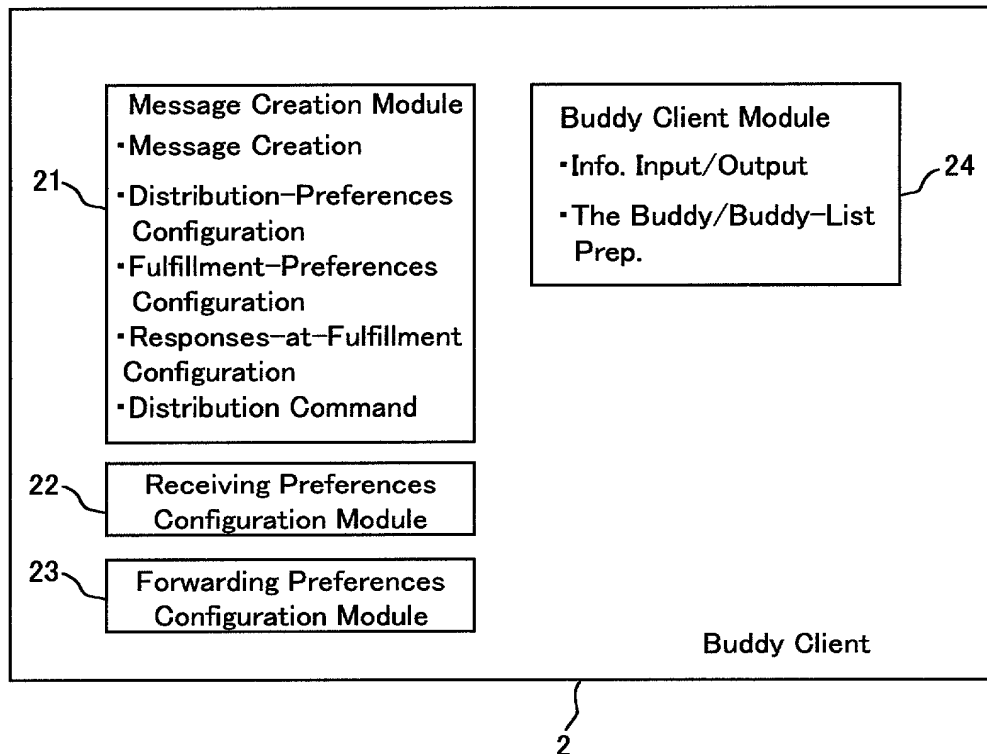 Message Creation Module
・Message Creation
21
・Distribution-Preferences
Configuration
・Fulfillment-Preferences
Configuration
・Responses-at-Fulfillment
Configuration
・Distribution Command
Buddy Client Module
・Info. Input/Output
24
・The Buddy/Buddy-List
Prep.
22
Receiving Preferences
Configuration Module
23
Forwarding Preferences
Configuration Module
Buddy Client
2